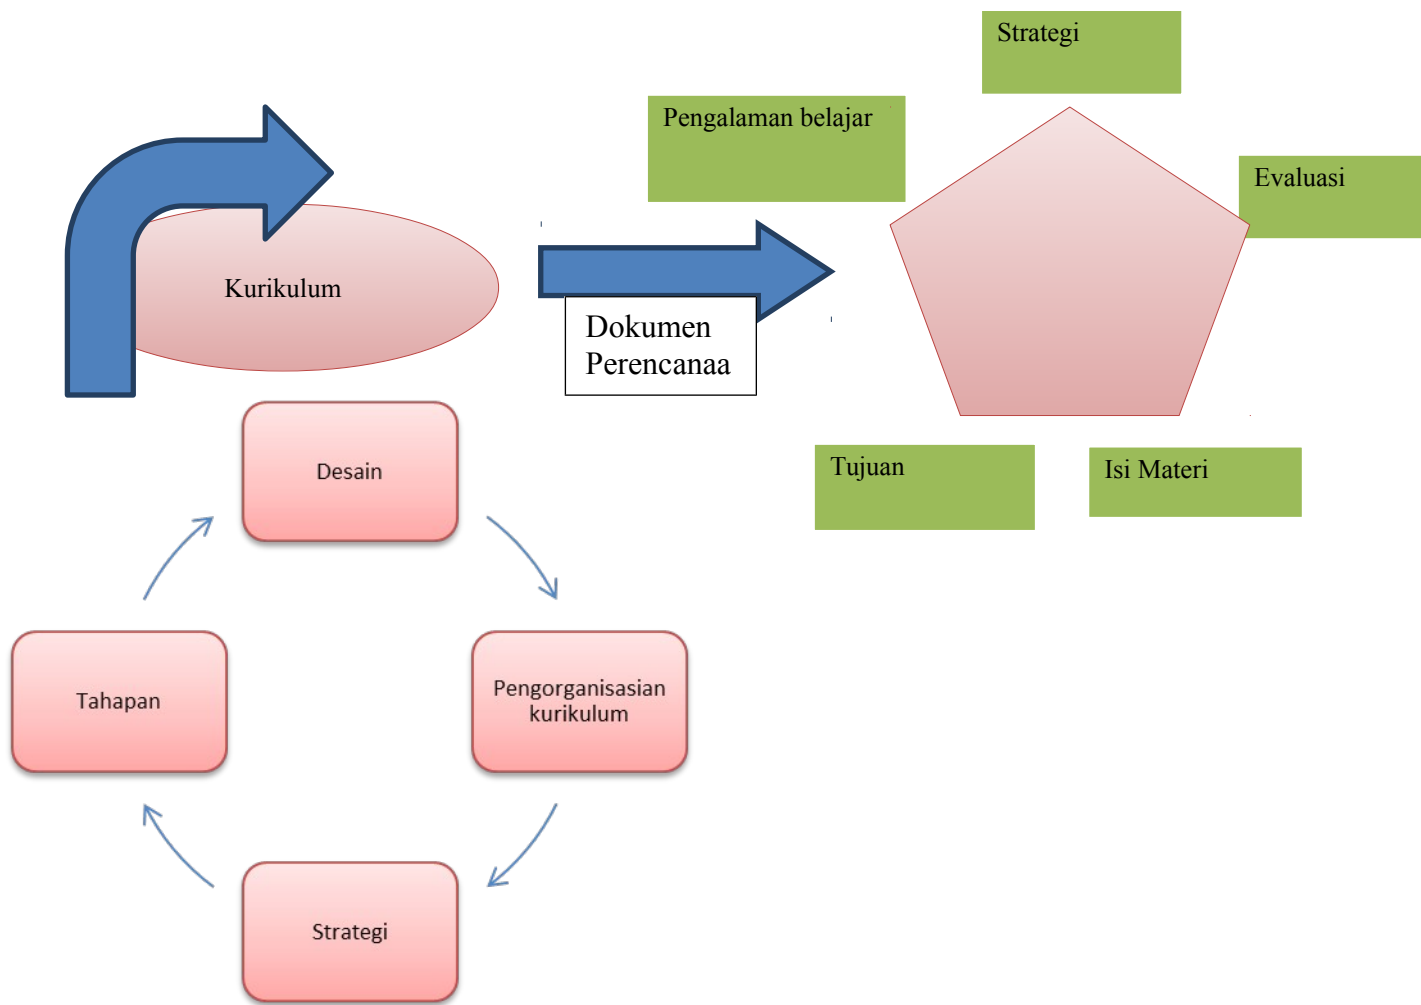 Strategi
Pengalaman belajar
Evaluasi
Kurikulum
Dokumen
Perencanaa
Tujuan
Isi Materi
Desain
Tahapan
Pengorganisasian
kurikulum
Strategi